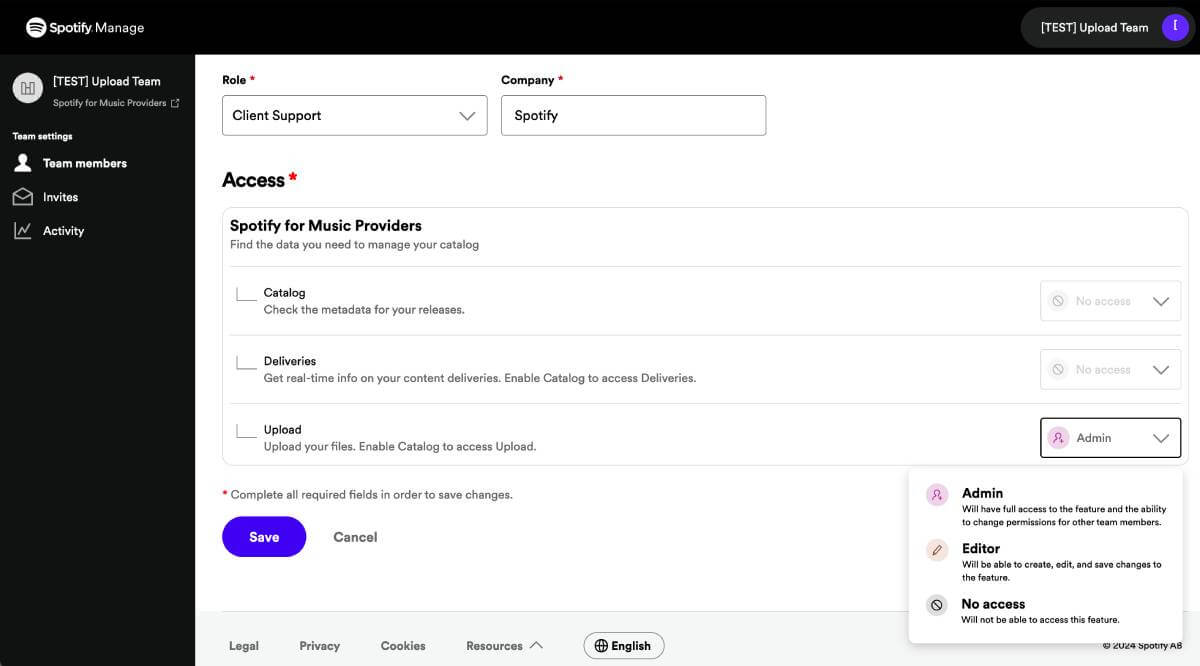 Spotify Manage
[TEST] Upload Team
[
[TEST] Upload Team
Spotify for Music Providers
Team settings
Team members
Invites
Activity
Role *
Company *
Client Support
Spotify
Access *
Spotify for Music Providers
Find the data you need to manage your catalog
Catalog
Check the metadata for your releases.
No access
Deliveries
Get real-time info on your content deliveries. Enable Catalog to access Deliveries.
No access
Upload
Upload your files. Enable Catalog to access Upload.
Admin
Admin
Will have full access to the feature and the ability
to change permissions for other team members.
Editor
Will be able to create, edit, and save changes to
the feature.
No access
Will not be able to access this feature.
* Complete all required fields in order to save changes.
Save
Cancel
Legal
Privacy
Cookies
Resources
English
© 2024 Spotify AB